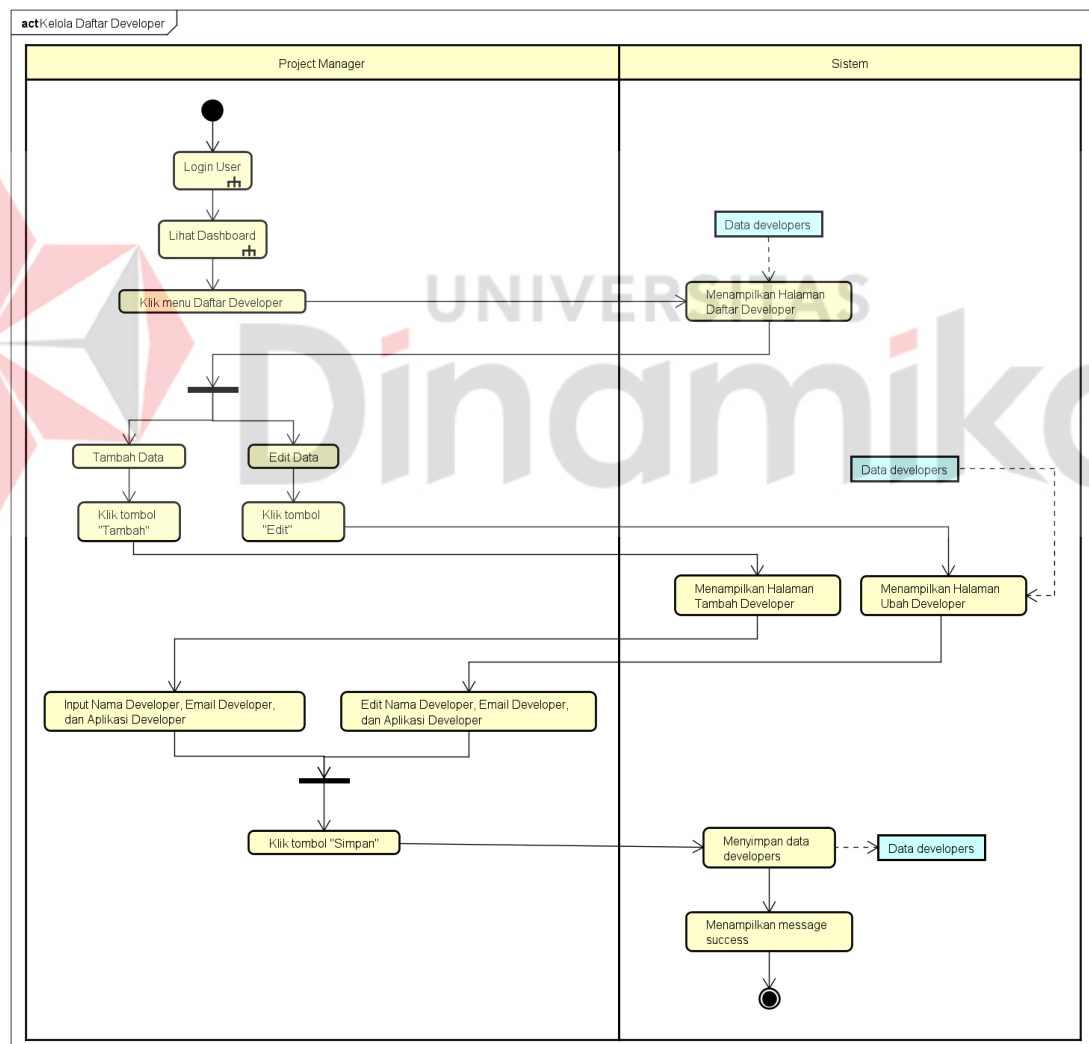 act Kelola Daftar Developer
Project Manager
Sistem
Login User
Lihat Dashboard
Data developers
Klik menu Daftar Developer
Menampilkan Halaman
Daftar Developer
UNIVERSITAS
Dinamika
Tambah Data
Edit Data
Data developers
Klik tombol
"Tambah"
Klik tombol
"Edit"
Menampilkan Halaman
Tambah Developer
Menampilkan Halaman
Ubah Developer
Input Nama Developer, Email Developer,
dan Aplikasi Developer
Edit Nama Developer, Email Developer,
dan Aplikasi Developer
Klik tombol "Simpan"
Menyimpan data
developers
Data developers
Menampilkan message
success